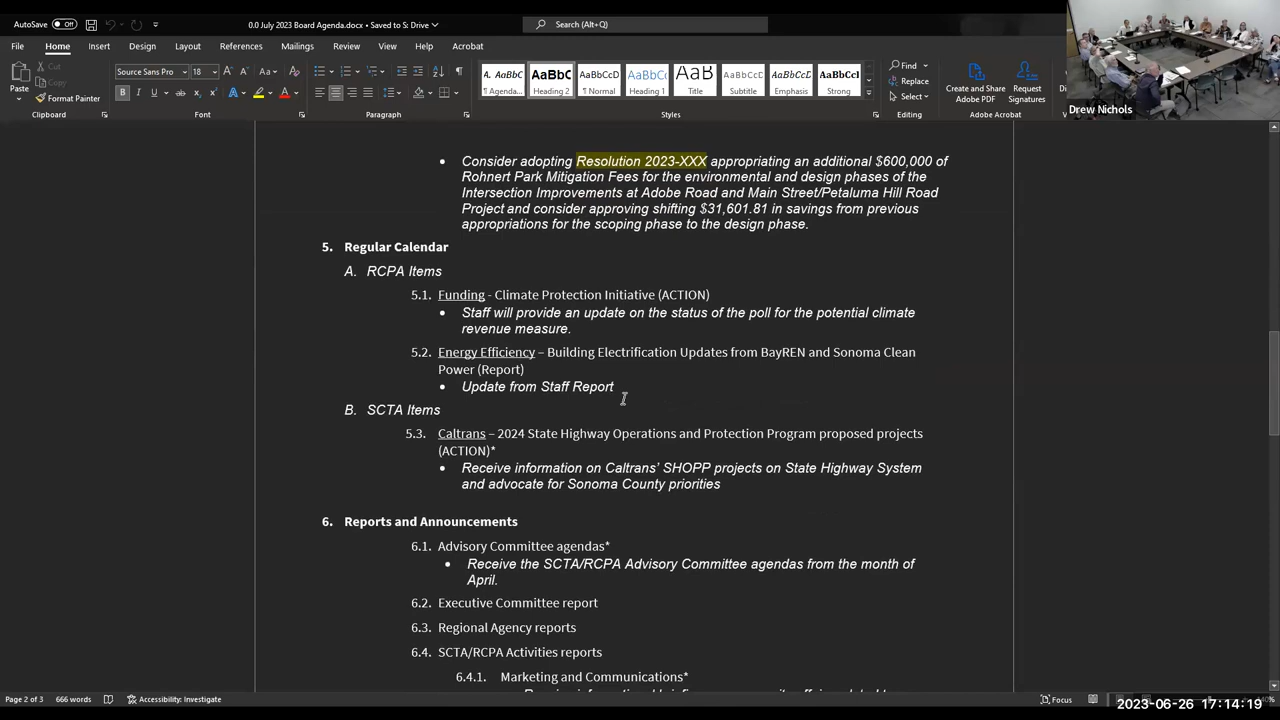 AutoSave Off 0.0 July 2023 Board Agenda.docx • Saved to S: Drive Search (Alt+Q)
File Home Insert Design Layout References Mailings Review View Help Acrobat
Paste Cut Copy Format Painter
Source Sans Pro 18
AaBbC AaBbC AaBbCcD AaBbCcD AaB AaBbCcD AaBbCcD AaBbCcI
¶ Agenda... Heading 2 ¶ Normal Heading 1 Title Subtitle Emphasis Strong
Find Replace Select
Create and Share Adobe PDF Request Signatures
Clipboard Font Paragraph Styles Editing Adobe Acrobat
Drew Nichols
• Consider adopting Resolution 2023-XXX appropriating an additional $600,000 of
Rohnert Park Mitigation Fees for the environmental and design phases of the
Intersection Improvements at Adobe Road and Main Street/Petaluma Hill Road
Project and consider approving shifting $31,601.81 in savings from previous
appropriations for the scoping phase to the design phase.
5. Regular Calendar
A. RCPA Items
5.1. Funding - Climate Protection Initiative (ACTION)
• Staff will provide an update on the status of the poll for the potential climate
revenue measure.
5.2. Energy Efficiency – Building Electrification Updates from BayREN and Sonoma Clean
Power (Report)
• Update from Staff Report
B. SCTA Items
5.3. Caltrans – 2024 State Highway Operations and Protection Program proposed projects
(ACTION)*
• Receive information on Caltrans’ SHOPP projects on State Highway System
and advocate for Sonoma County priorities
6. Reports and Announcements
6.1. Advisory Committee agendas*
• Receive the SCTA/RCPA Advisory Committee agendas from the month of
April.
6.2. Executive Committee report
6.3. Regional Agency reports
6.4. SCTA/RCPA Activities reports
6.4.1. Marketing and Communications*
Page 2 of 3 666 words Accessibility: Investigate Focus
2023-06-26 17:14:19